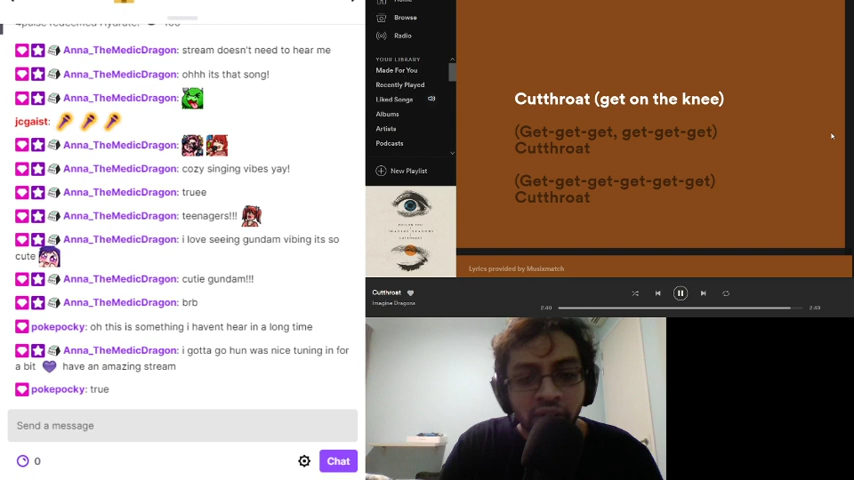 Anna_TheMedicDragon: stream doesn't need to hear me
Anna_TheMedicDragon: ohhh its that song!
Anna_TheMedicDragon:
jcgaist:
Anna_TheMedicDragon:
Anna_TheMedicDragon: cozy singing vibes yay!
Anna_TheMedicDragon: truee
Anna_TheMedicDragon: teenagers!!!
Anna_TheMedicDragon: i love seeing gundam vibing its so
cute
Anna_TheMedicDragon: cutie gundam!!!
Anna_TheMedicDragon: brb
pokepocky: oh this is something i havent hear in a long time
Anna_TheMedicDragon: i gotta go hun was nice tuning in for
a bit have an amazing stream
pokepocky: true
Send a message
0
Chat
Browse
Radio
YOUR LIBRARY
Made For You
Recently Played
Liked Songs
Albums
Artists
Podcasts
New Playlist
Cutthroat (get on the knee)
(Get-get-get, get-get-get)
Cutthroat
(Get-get-get-get-get-get)
Cutthroat
Lyrics provided by Musixmatch
Cutthroat
Imagine Dragons
2:40
2:49